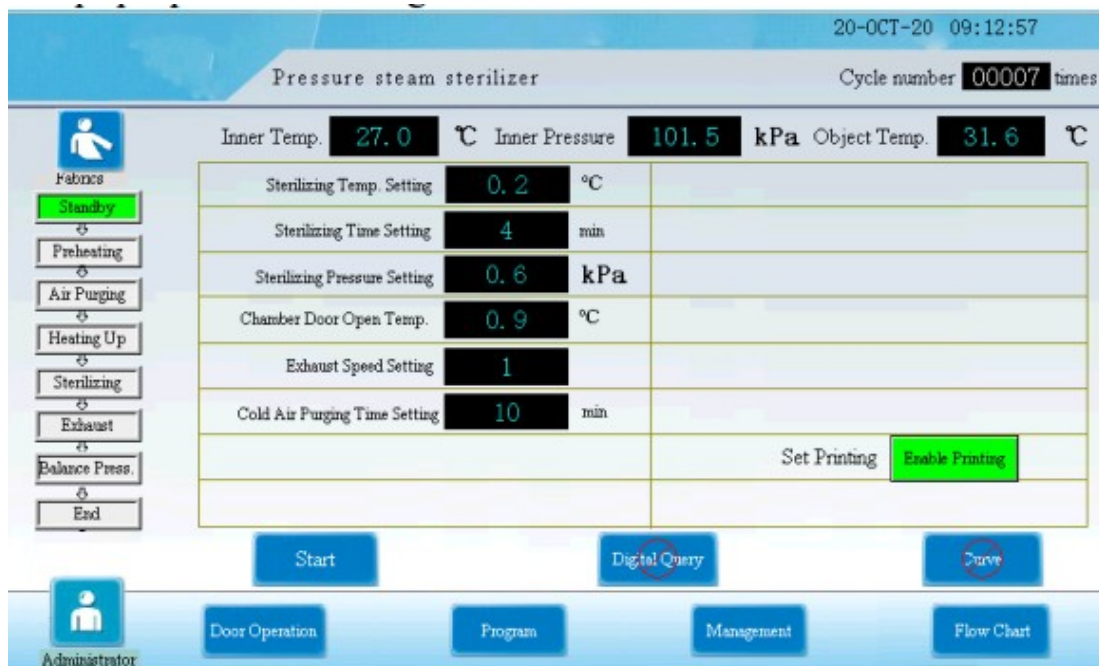 20-OCT-20 09:12:57
Pressure steam sterilizer
Cycle number 00007 times
Inner Temp. 27.0 ℃ Inner Pressure 101.5 kPa Object Temp. 31.6 ℃
Fabrics
Standby
Preheating
Air Purging
Heating Up
Sterilizing
Exhaust
Balance Press.
End
Sterilizing Temp. Setting 0.2 ℃
Sterilizing Time Setting 4 min
Sterilizing Pressure Setting 0.6 kPa
Chamber Door Open Temp. 0.9 ℃
Exhaust Speed Setting 1
Cold Air Purging Time Setting 10 min
Set Printing Enable Printing
Start Digital Query Curve
Administrator
Door Operation Program Management Flow Chart